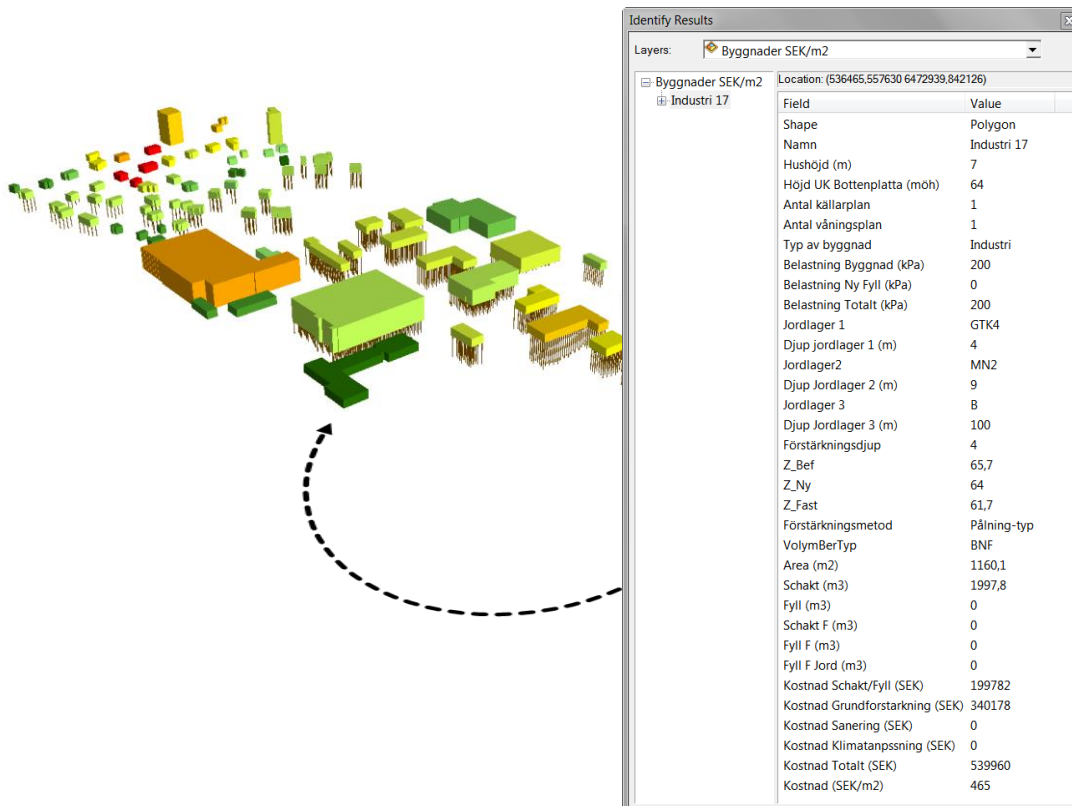 Identify Results
Layers: Byggnader SEK/m2
Byggnader SEK/m2
Industri 17
Location: (536465,557630 6472939,842126)
Field Value
Shape Polygon
Namn Industri 17
Hushöjd (m) 7
Höjd UK Bottenplatta (möh) 64
Antal källarplan 1
Antal våningsplan 1
Typ av byggnad Industri
Belastning Byggnad (kPa) 200
Belastning Ny Fyll (kPa) 0
Belastning Totalt (kPa) 200
Jordlager 1 GTK4
Djup jordlager 1 (m) 4
Jordlager2 MN2
Djup Jordlager 2 (m) 9
Jordlager 3 B
Djup Jordlager 3 (m) 100
Förstärkningsdjup 4
Z_Bef 65,7
Z_Ny 64
Z_Fast 61,7
Förstärkningsmetod Pålning-typ
VolymBerTyp BNF
Area (m2) 1160,1
Schakt (m3) 1997,8
Fyll (m3) 0
Schakt F (m3) 0
Fyll F (m3) 0
Fyll F Jord (m3) 0
Kostnad Schakt/Fyll (SEK) 199782
Kostnad Grundforstarkning (SEK) 340178
Kostnad Sanering (SEK) 0
Kostnad Klimatanpssning (SEK) 0
Kostnad Totalt (SEK) 539960
Kostnad (SEK/m2) 465